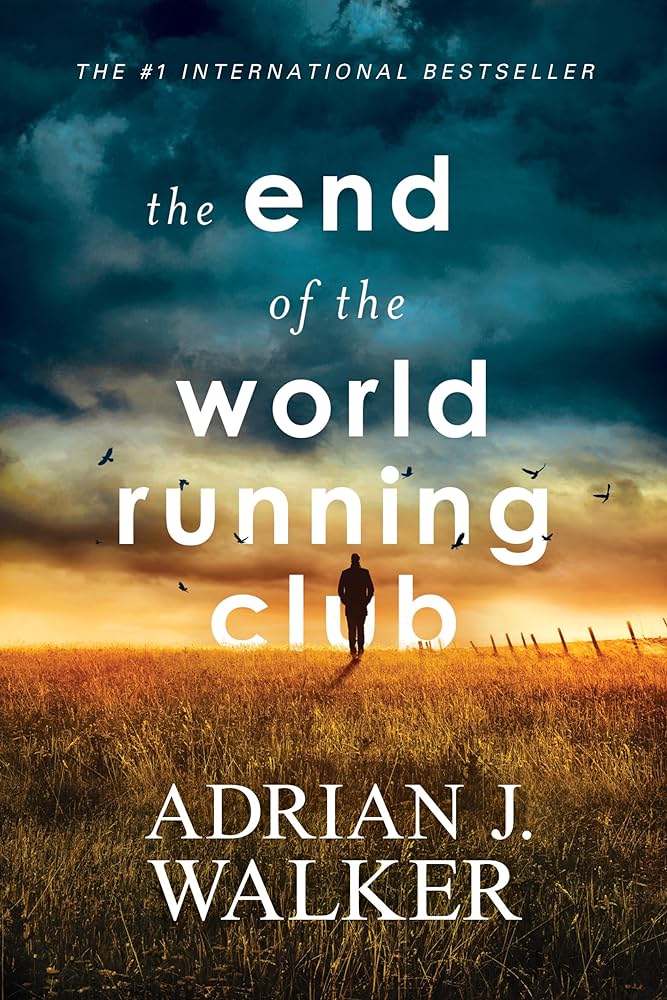 THE #1 INTERNATIONAL BESTSELLER
the end
of the
world
running
club
ADRIAN J.
WALKER